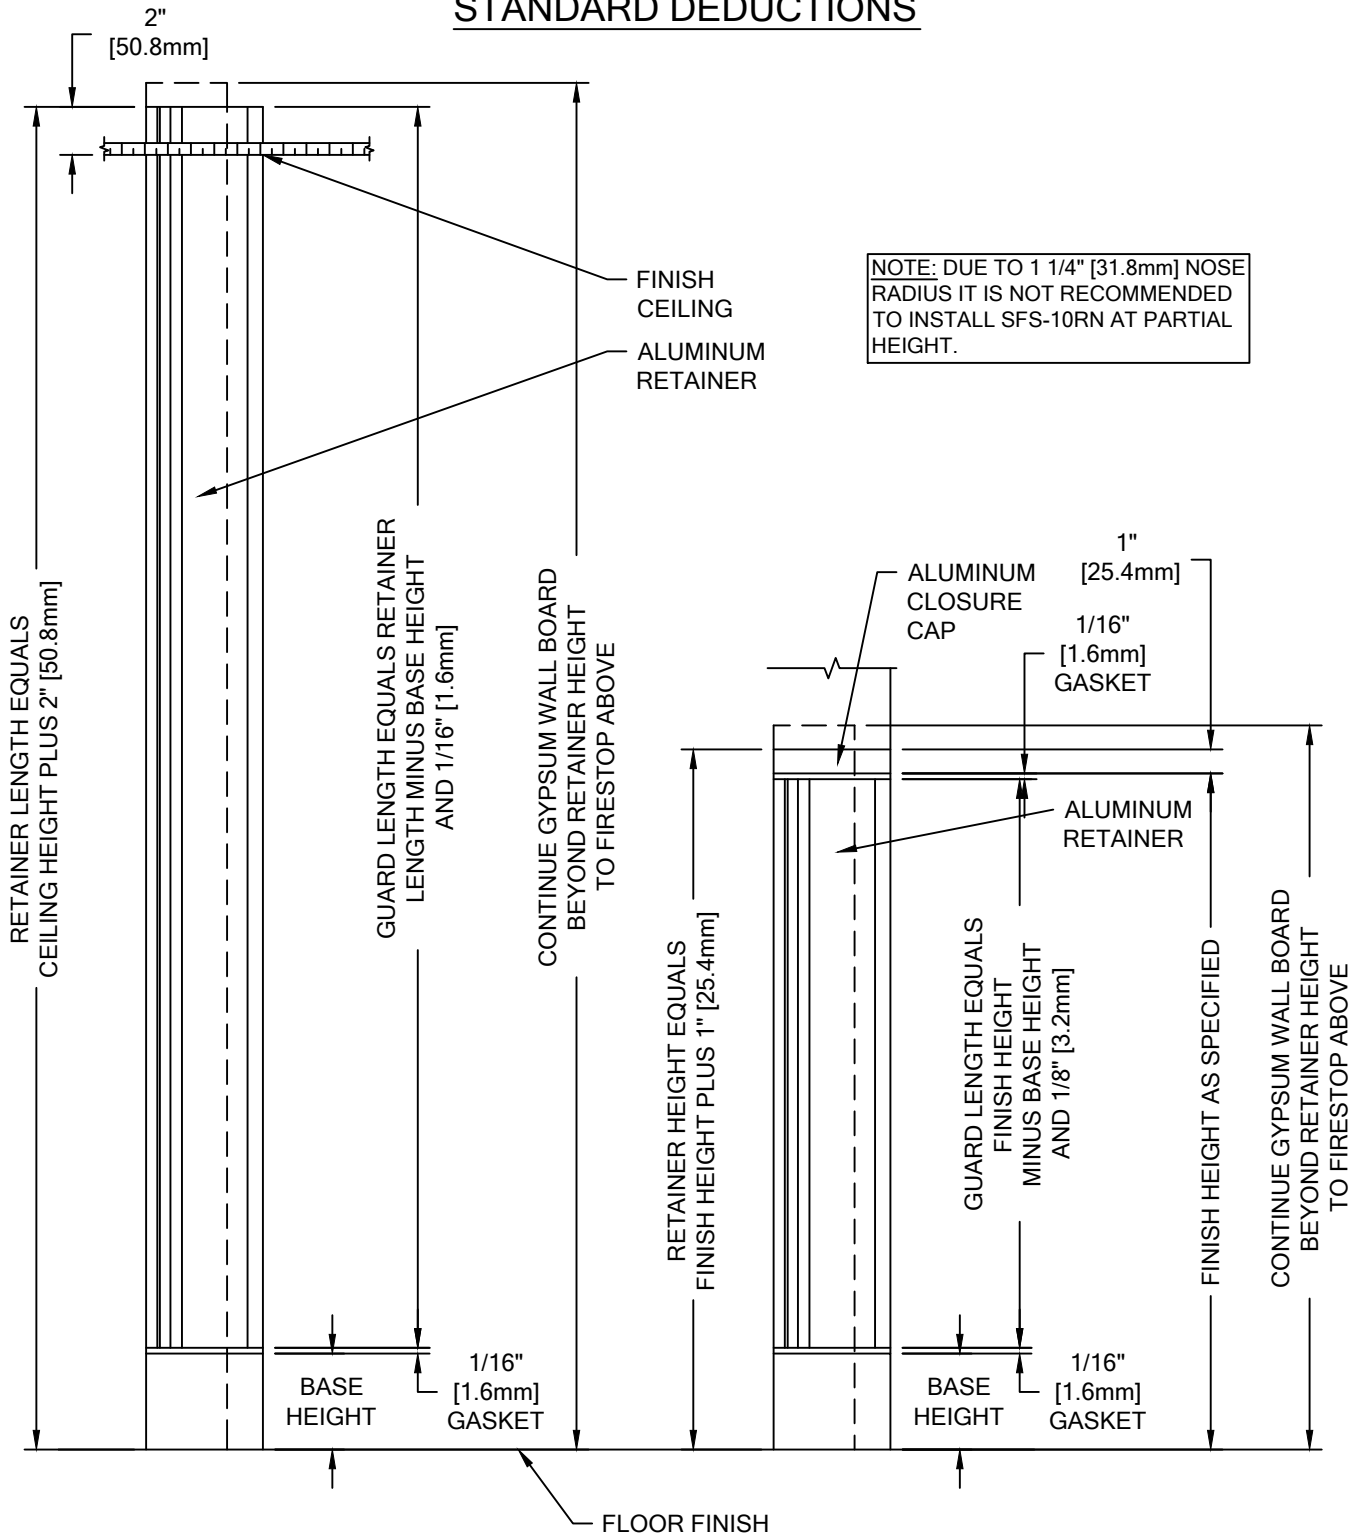 STANDARD DEDUCTIONS
2"
[50.8mm]
FINISH
CEILING
ALUMINUM
RETAINER
NOTE: DUE TO 1 1/4" [31.8mm] NOSE
RADIUS IT IS NOT RECOMMENDED
TO INSTALL SFS-10RN AT PARTIAL
HEIGHT.
RETAINER LENGTH EQUALS
CEILING HEIGHT PLUS 2" [50.8mm]
GUARD LENGTH EQUALS RETAINER
LENGTH MINUS BASE HEIGHT
AND 1/16" [1.6mm]
CONTINUE GYPSUM WALL BOARD
BEYOND RETAINER HEIGHT
TO FIRESTOP ABOVE
ALUMINUM
CLOSURE
CAP
1"
[25.4mm]
1/16"
[1.6mm]
GASKET
ALUMINUM
RETAINER
RETAINER HEIGHT EQUALS
FINISH HEIGHT PLUS 1" [25.4mm]
GUARD LENGTH EQUALS
FINISH HEIGHT
MINUS BASE HEIGHT
AND 1/8" [3.2mm]
FINISH HEIGHT AS SPECIFIED
CONTINUE GYPSUM WALL BOARD
BEYOND RETAINER HEIGHT
TO FIRESTOP ABOVE
BASE
HEIGHT
1/16"
[1.6mm]
GASKET
BASE
HEIGHT
1/16"
[1.6mm]
GASKET
FLOOR FINISH